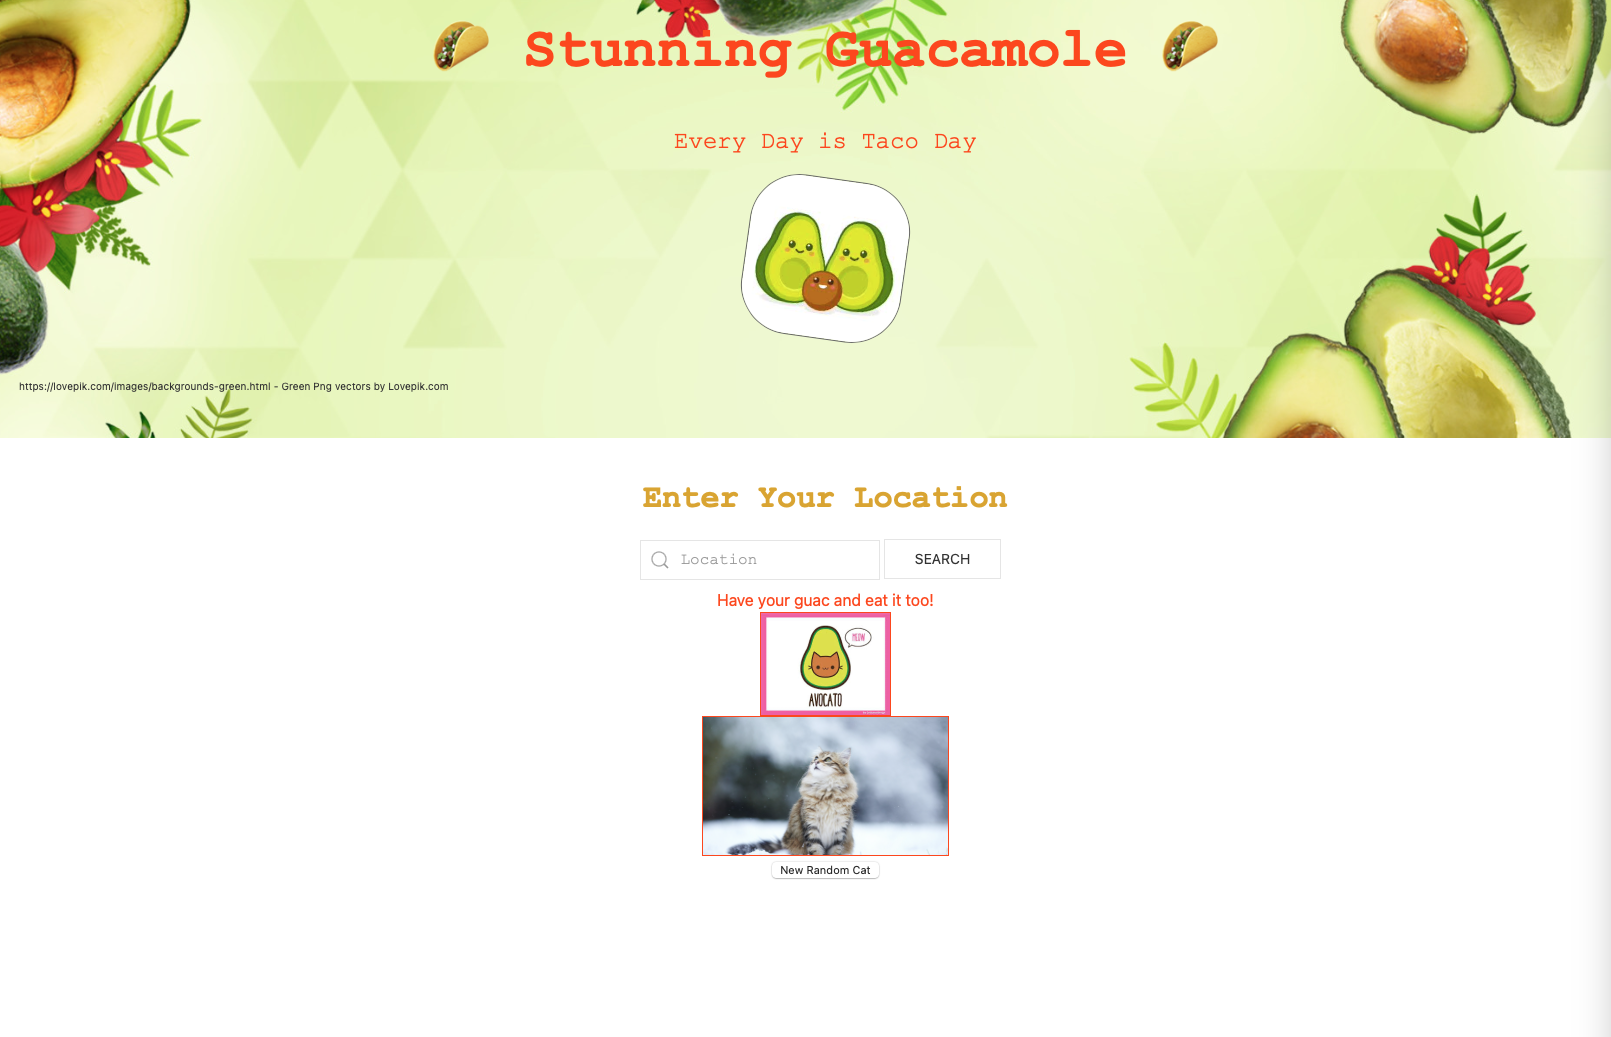 Stunning Guacamole
Every Day is Taco Day
https://lovepik.com/images/backgrounds-green.html - Green Png vectors by Lovepik.com
Enter Your Location
Location
SEARCH
Have your guac and eat it too!
MEOW
AVOCATO
New Random Cat